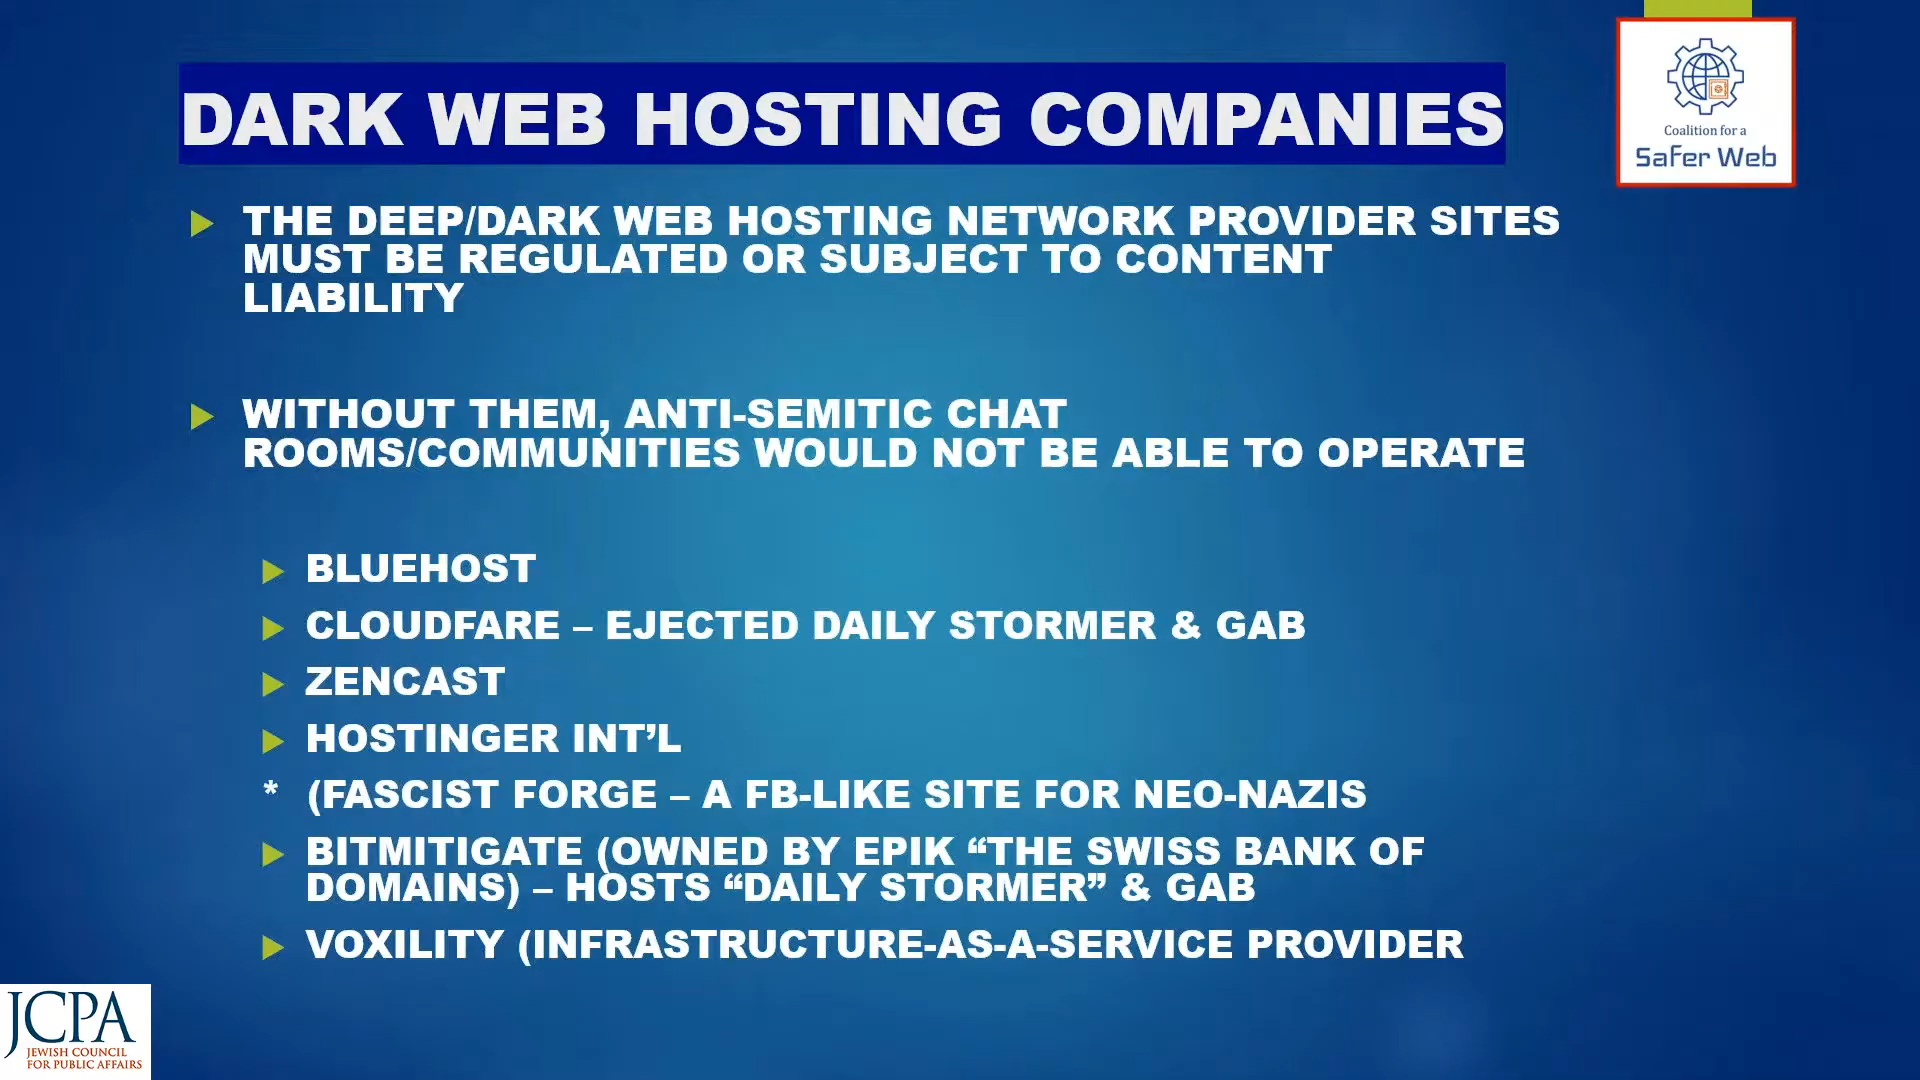 DARK WEB HOSTING COMPANIES
Coalition for a
Safer Web
THE DEEP/DARK WEB HOSTING NETWORK PROVIDER SITES
MUST BE REGULATED OR SUBJECT TO CONTENT
LIABILITY
WITHOUT THEM, ANTI-SEMITIC CHAT
ROOMS/COMMUNITIES WOULD NOT BE ABLE TO OPERATE
BLUEHOST
CLOUDFARE – EJECTED DAILY STORMER & GAB
ZENCAST
HOSTINGER INT’L
* (FASCIST FORGE – A FB-LIKE SITE FOR NEO-NAZIS
BITMITIGATE (OWNED BY EPIK “THE SWISS BANK OF
DOMAINS) – HOSTS “DAILY STORMER” & GAB
VOXILITY (INFRASTRUCTURE-AS-A-SERVICE PROVIDER
JCPA
JEWISH COUNCIL
FOR PUBLIC AFFAIRS